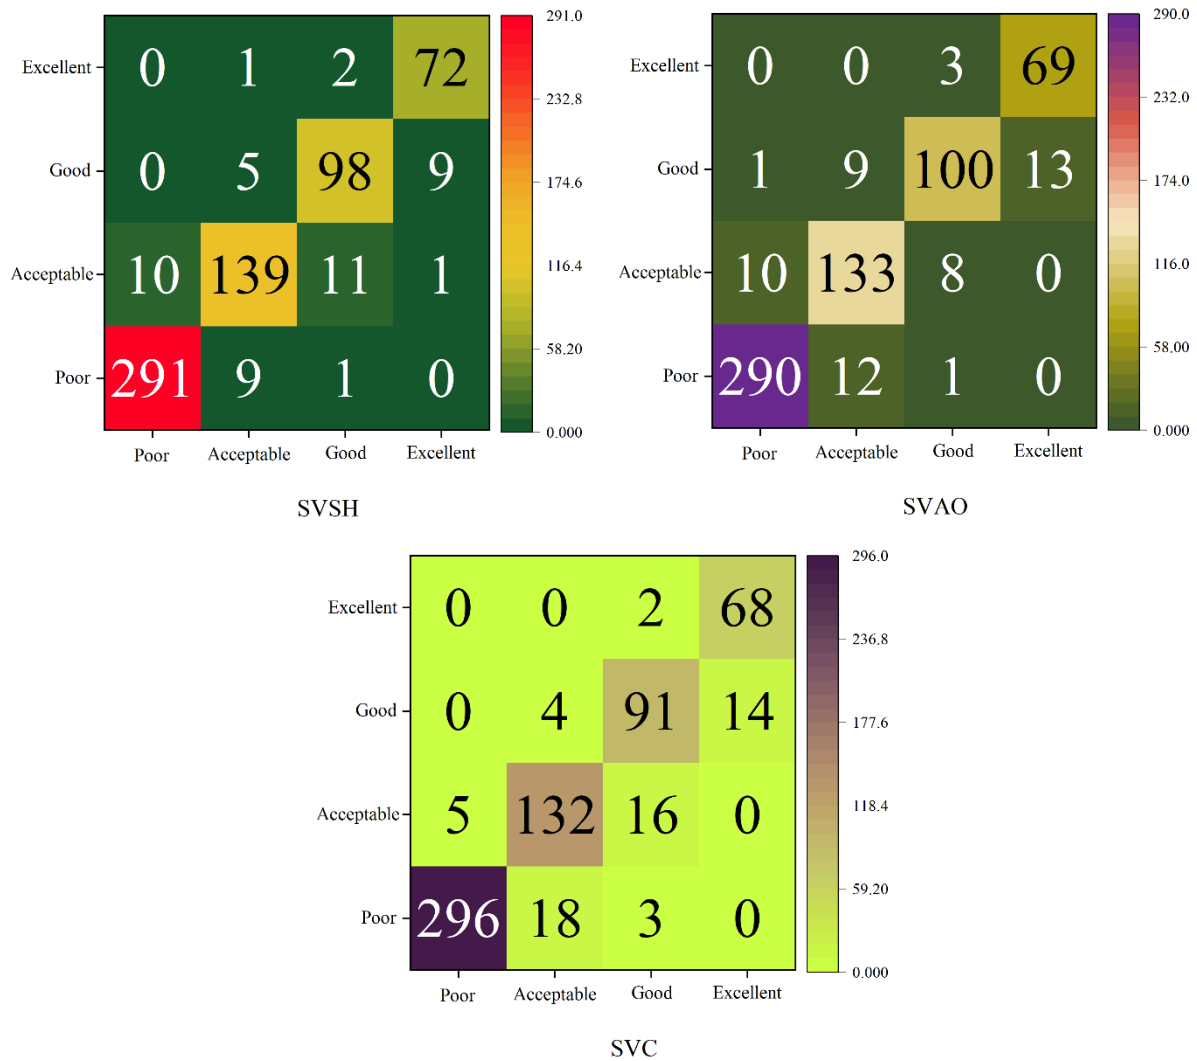 291.0
Excellent 0 1 2 72
232.8
Good 0 5 98 9
174.6
Acceptable 10 139 11 1
116.4
58.20
Poor 291 9 1 0
0.000
Poor Acceptable Good Excellent
SVSH
290.0
Excellent 0 0 3 69
232.0
Good 1 9 100 13
174.0
Acceptable 10 133 8 0
116.0
58.00
Poor 290 12 1 0
0.000
Poor Acceptable Good Excellent
SVAO
296.0
Excellent 0 0 2 68
236.8
Good 0 4 91 14
177.6
Acceptable 5 132 16 0
118.4
59.20
Poor 296 18 3 0
0.000
Poor Acceptable Good Excellent
SVC